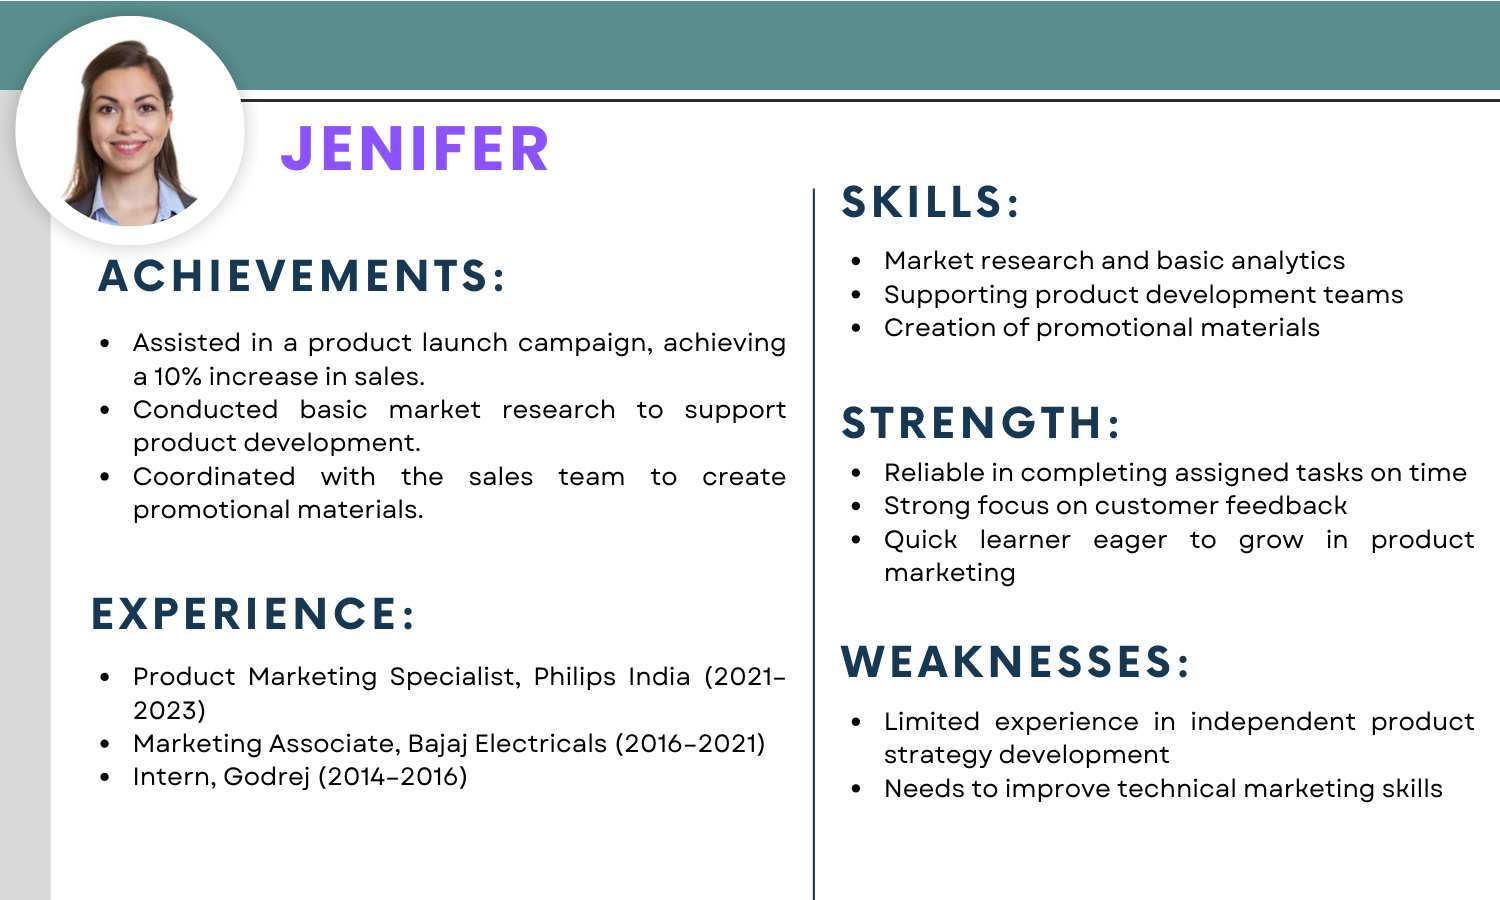 JENIFER
ACHIEVEMENTS:
• Assisted in a product launch campaign, achieving
a 10% increase in sales.
• Conducted basic market research to support
product development.
• Coordinated with the sales team to create
promotional materials.
EXPERIENCE:
• Product Marketing Specialist, Philips India (2021–
2023)
• Marketing Associate, Bajaj Electricals (2016–2021)
• Intern, Godrej (2014–2016)
SKILLS:
• Market research and basic analytics
• Supporting product development teams
• Creation of promotional materials
STRENGTH:
• Reliable in completing assigned tasks on time
• Strong focus on customer feedback
• Quick learner eager to grow in product
marketing
WEAKNESSES:
• Limited experience in independent product
strategy development
• Needs to improve technical marketing skills